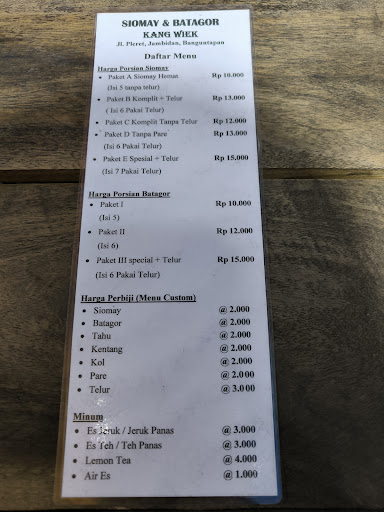 SIOMAY & BATAGOR
KANG WIEK
Jl. Pleret, Jambidan, Banguntapan
Daftar Menu
Harga Porsian Siomay
• Paket A Siomay Hemat Rp 10.000
(Isi 5 tanpa telur)
• Paket B Komplit + Telur Rp 13.000
( Isi 6 Pakai Telur)
• Paket C Komplit Tanpa Telur Rp 12.000
• Paket D Tanpa Pare Rp 13.000
(Isi 6 Pakai Telur)
• Paket E Spesial + Telur Rp 15.000
(Isi 7 Pakai Telur)
Harga Porsian Batagor
• Paket I Rp 10.000
(Isi 5)
• Paket II Rp 12.000
(Isi 6)
• Paket III special + Telur Rp 15.000
(Isi 6 Pakai Telur)
Harga Perbiji (Menu Custom)
• Siomay @ 2.000
• Batagor @ 2.000
• Tahu @ 2.000
• Kentang @ 2.000
• Kol @ 2.000
• Pare @ 2.000
• Telur @ 3.000
Minum
• Es Jeruk / Jeruk Panas @ 3.000
• Es Teh / Teh Panas @ 3.000
• Lemon Tea @ 4.000
• Air Es @ 1.000